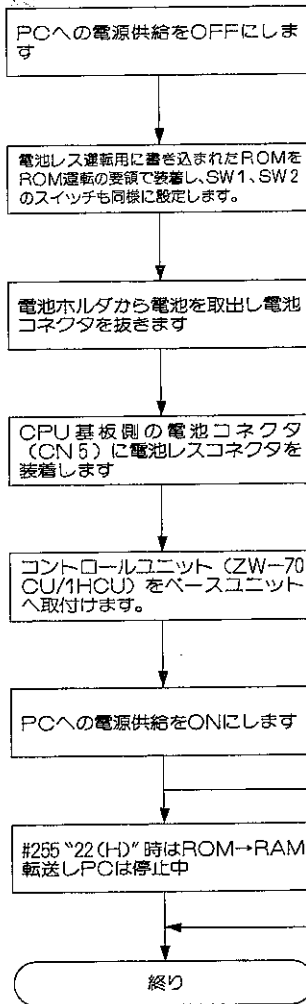 PCへの電源供給をOFFにしま
す
電池レス運転用に書き込まれたROMを
ROM運転の要領で装着し、SW1、SW2
のスイッチも同様に設定します。
電池ホルダから電池を取出し電池
コネクタを抜きます
CPU基板側の電池コネクタ
(CN5)に電池レスコネクタを
装着します
コントロールユニット(ZW-70
CU/1HCU)をベースユニット
へ取付けます。
PCへの電源供給をONにします
#255 "22(H)"時はROM→RAM
転送しPCは停止中
終り